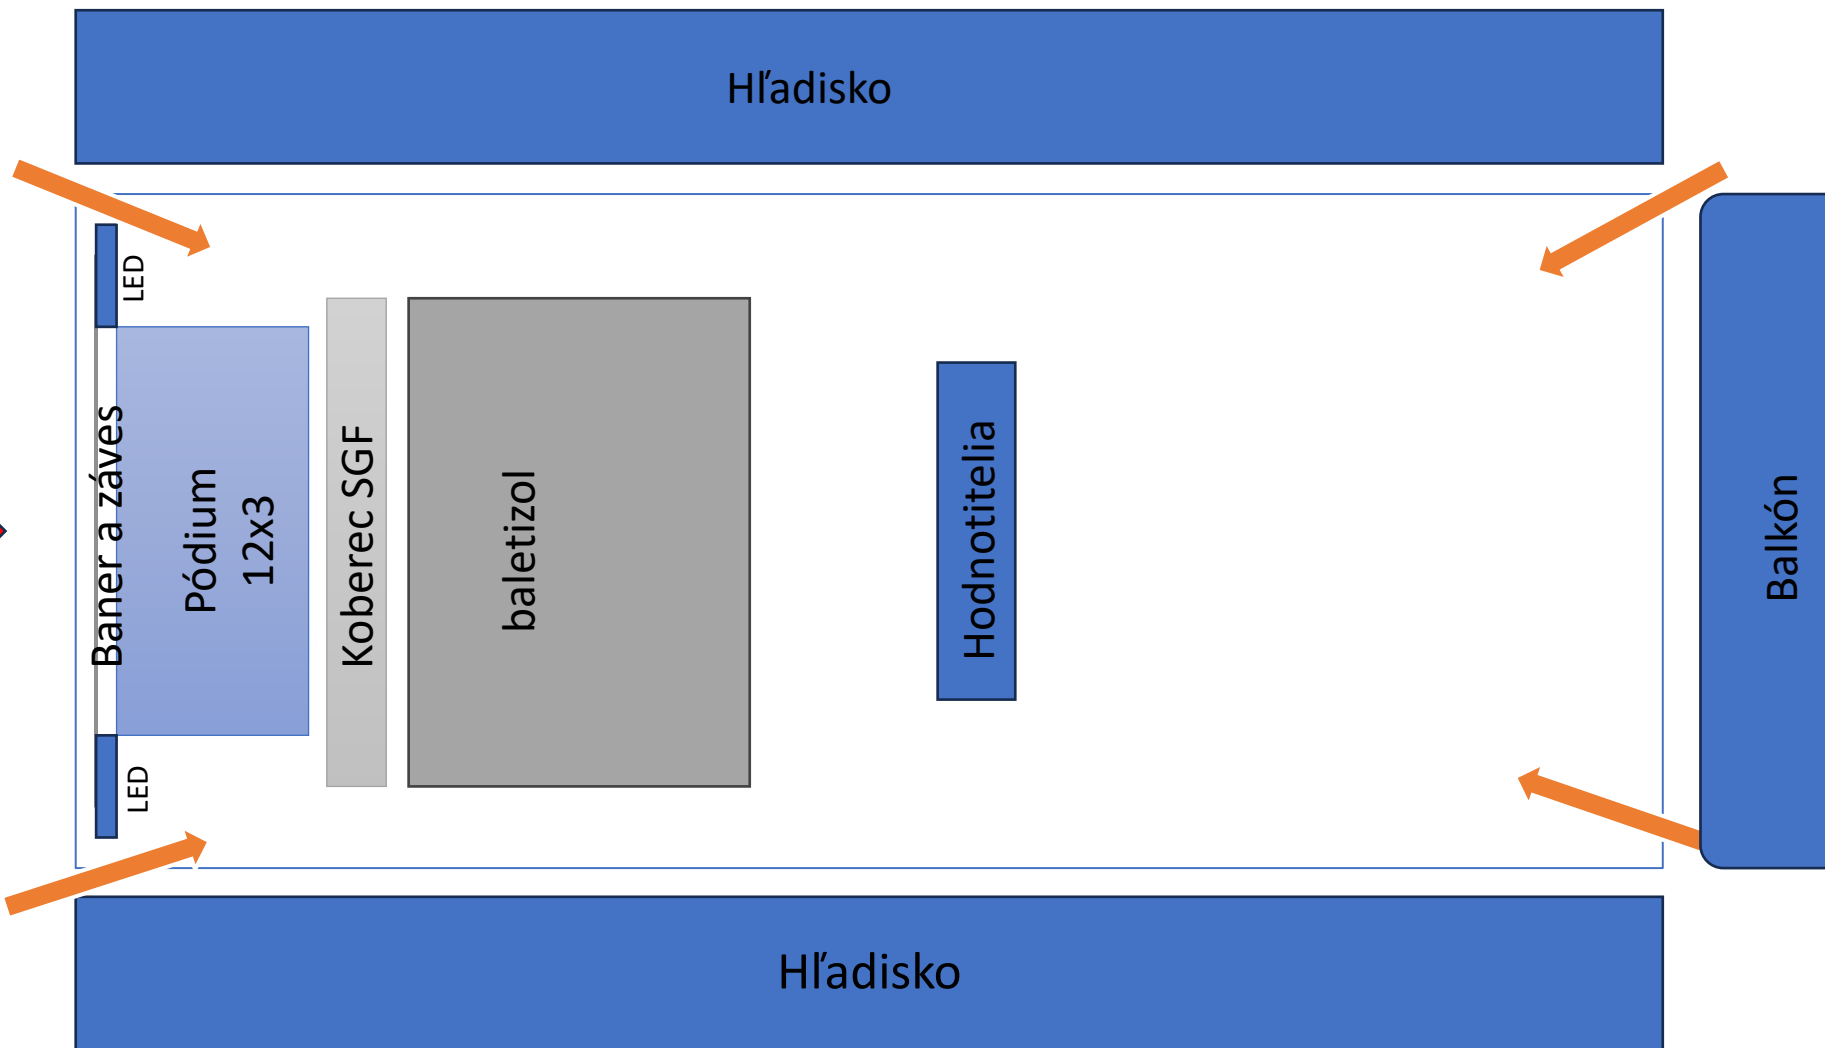 Hľadisko
LED
Baner a záves
Pódium
12x3
Koberec SGF
baletizol
Hodnotitelia
Balkón
LED
Hľadisko